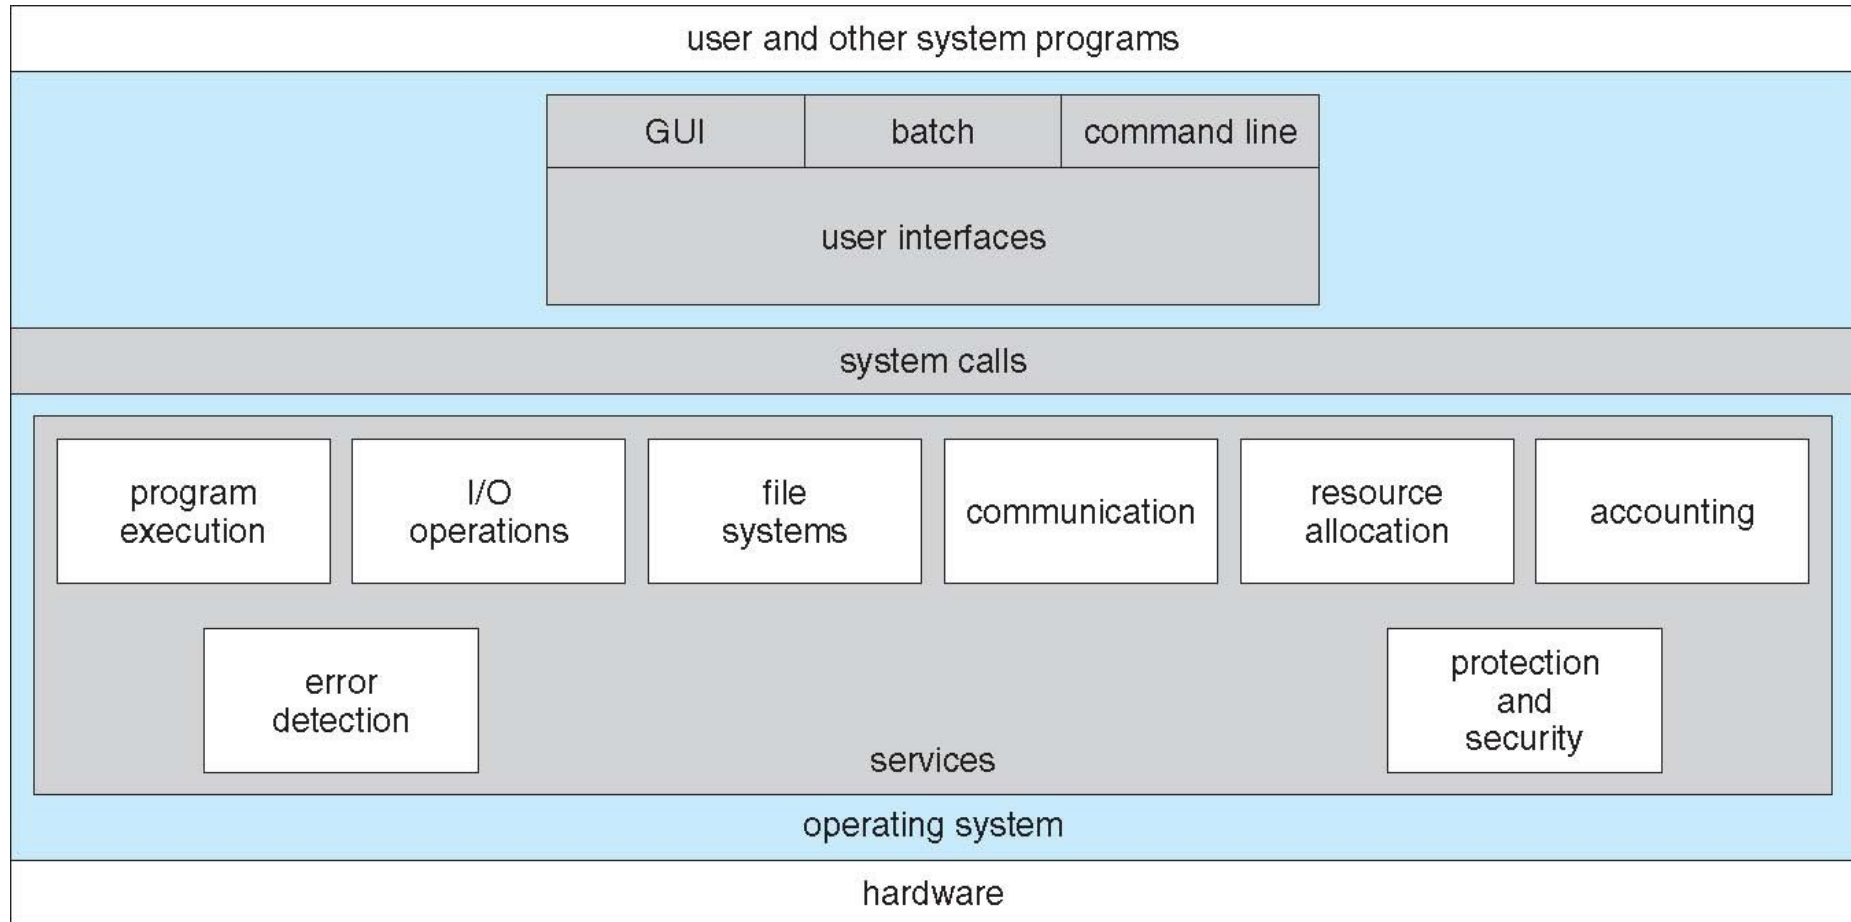 user and other system programs
GUI
batch
command line
user interfaces
system calls
program
execution
I/O
operations
file
systems
communication
resource
allocation
accounting
error
detection
protection
and
security
services
operating system
hardware